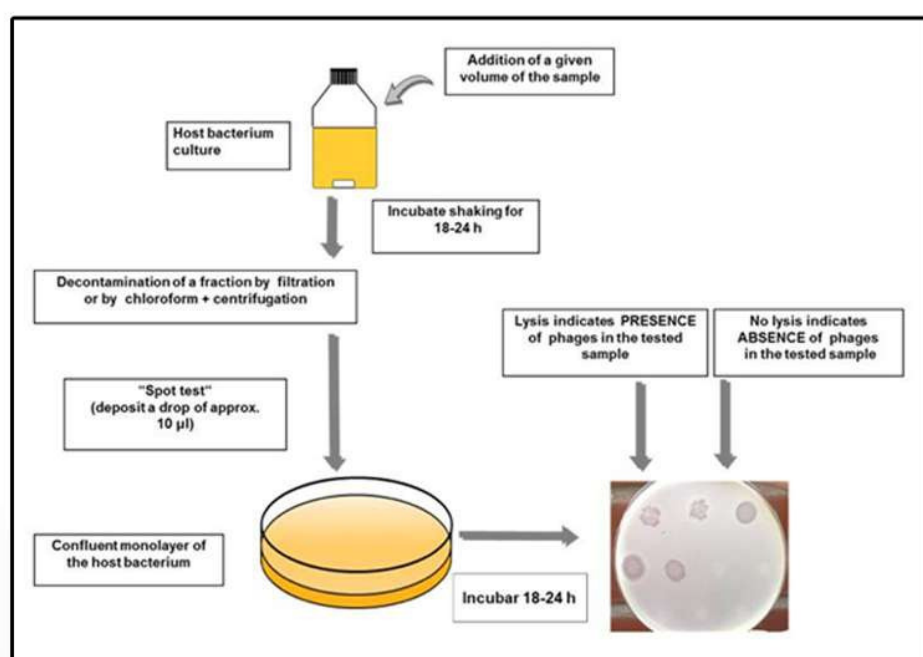 Addition of a given
volume of the sample
Host bacterium
culture
Incubate shaking for
18-24 h
Decontamination of a fraction by filtration
or by chloroform + centrifugation
Lysis indicates PRESENCE
of phages in the tested
sample
No lysis indicates
ABSENCE of phages
in the tested sample
"Spot test"
(deposit a drop of approx.
10 µl)
Confluent monolayer of
the host bacterium
Incubar 18-24 h